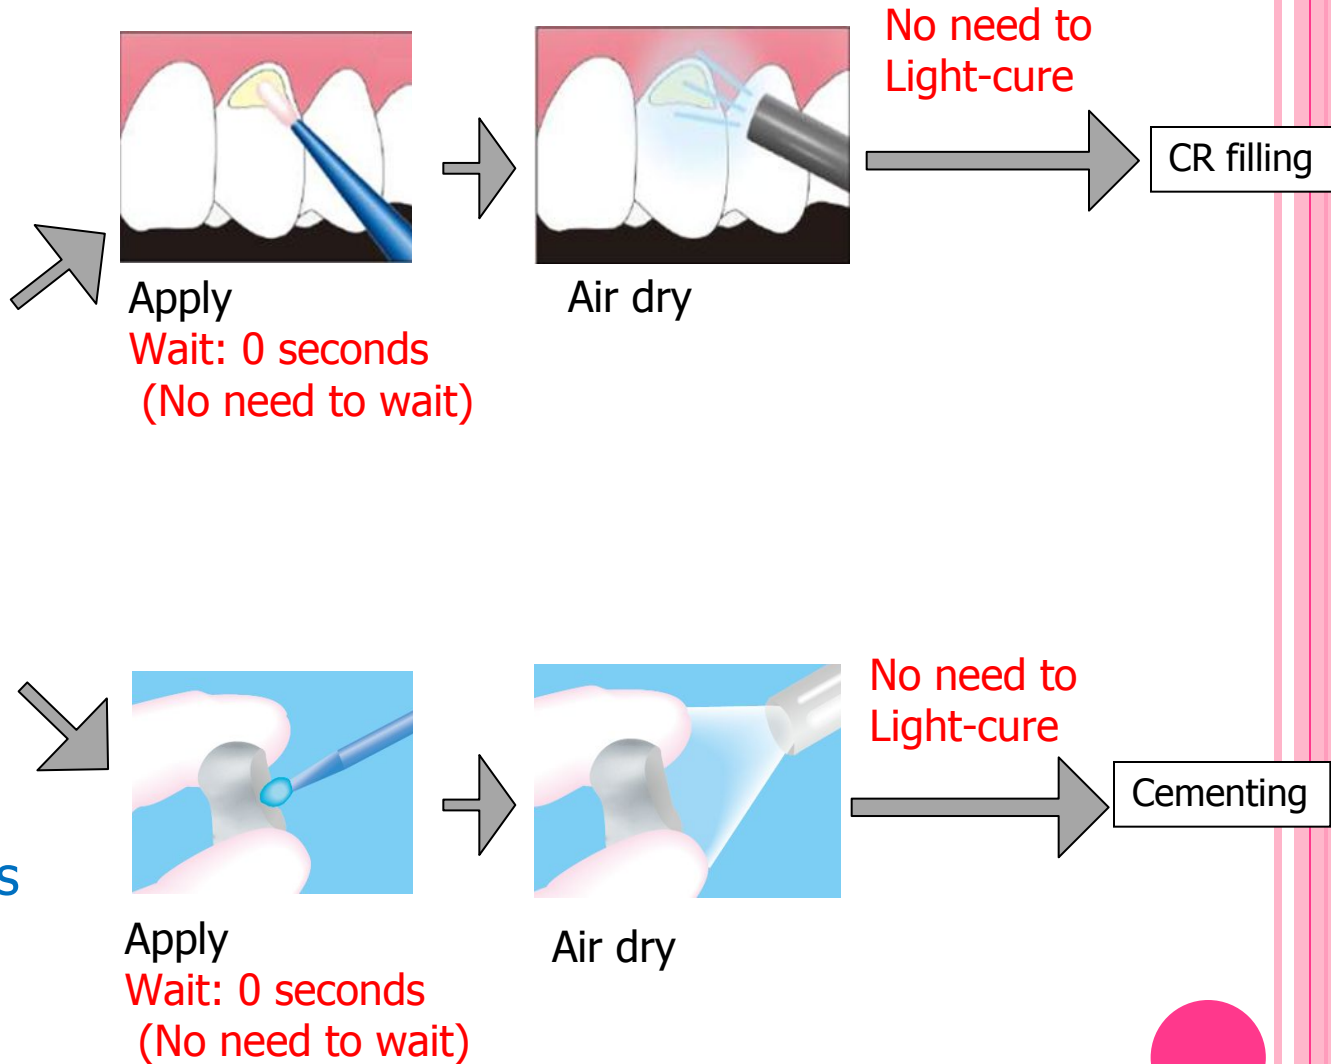 No need to
Light-cure
CR filling
Apply
Wait: 0 seconds
(No need to wait)
Air dry
No need to
Light-cure
Cementing
s
Apply
Wait: 0 seconds
(No need to wait)
Air dry